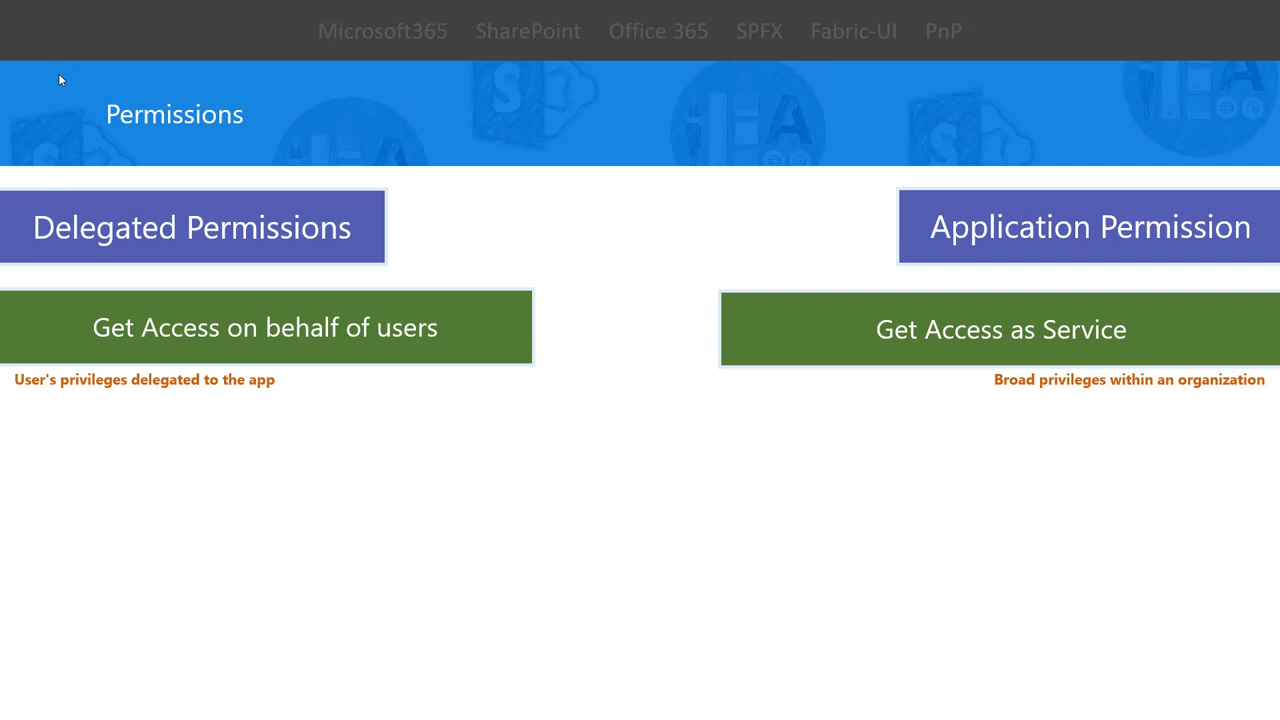 Microsoft365 SharePoint Office 365 SPFX Fabric-UI PnP
Permissions
Delegated Permissions
Application Permission
Get Access on behalf of users
Get Access as Service
User's privileges delegated to the app
Broad privileges within an organization